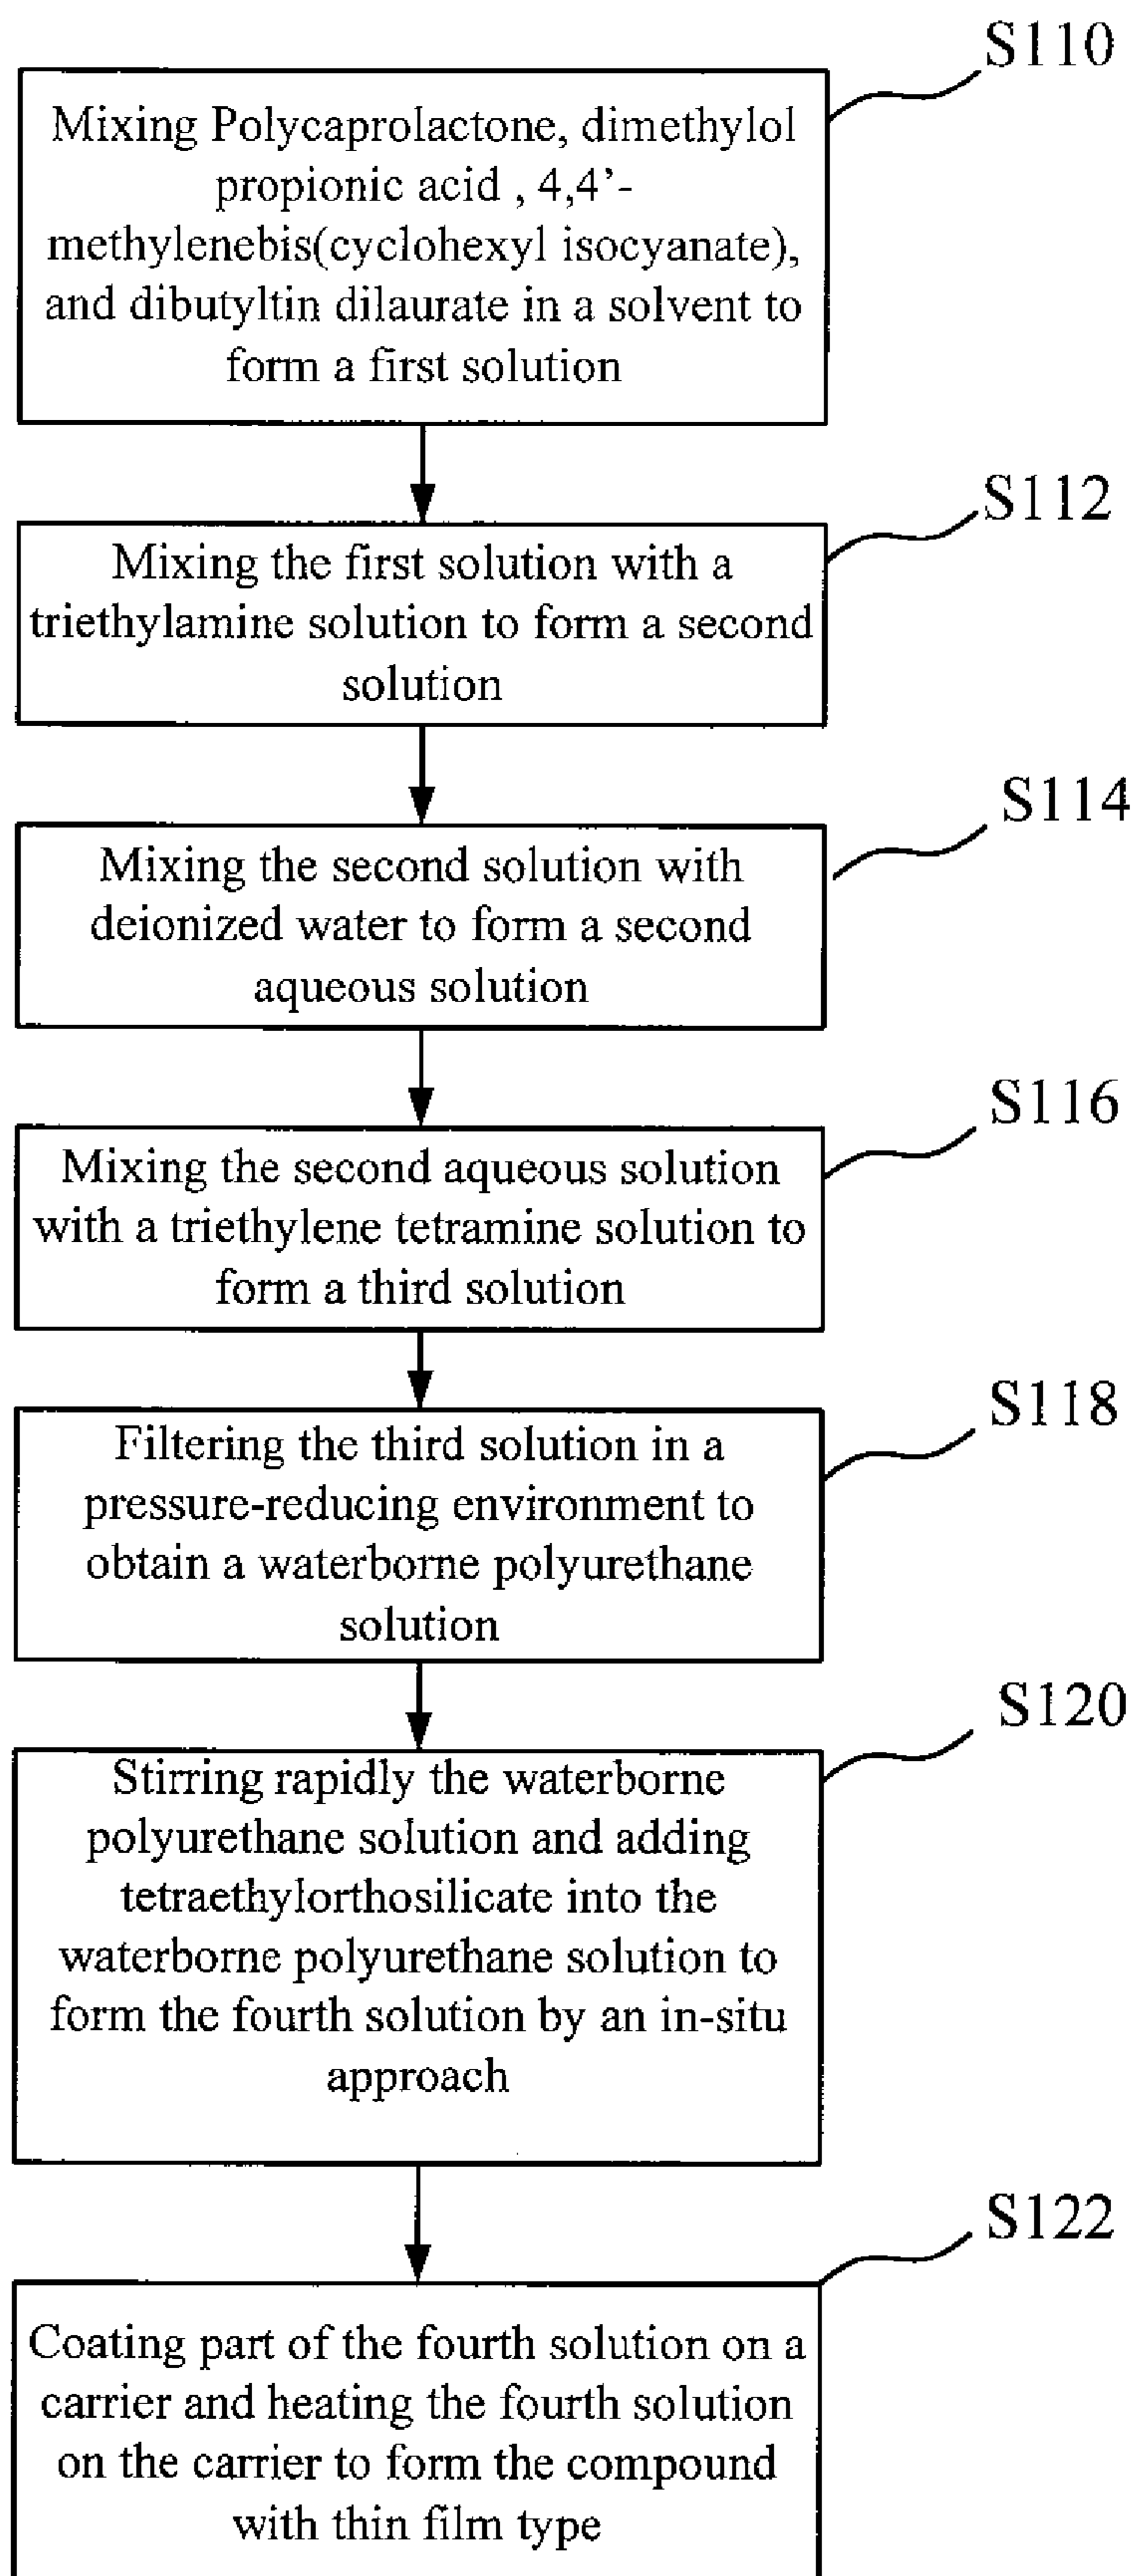 S110
Mixing Polycaprolactone, dimethylol
propionic acid , 4,4’-
methylenebis(cyclohexyl isocyanate),
and dibutyltin dilaurate in a solvent to
form a first solution
S112
Mixing the first solution with a
triethylamine solution to form a second
solution
S114
Mixing the second solution with
deionized water to form a second
aqueous solution
S116
Mixing the second aqueous solution
with a triethylene tetramine solution to
form a third solution
S118
Filtering the third solution in a
pressure-reducing environment to
obtain a waterborne polyurethane
solution
S120
Stirring rapidly the waterborne
polyurethane solution and adding
tetraethylorthosilicate into the
waterborne polyurethane solution to
form the fourth solution by an in-situ
approach
S122
Coating part of the fourth solution on a
carrier and heating the fourth solution
on the carrier to form the compound
with thin film type